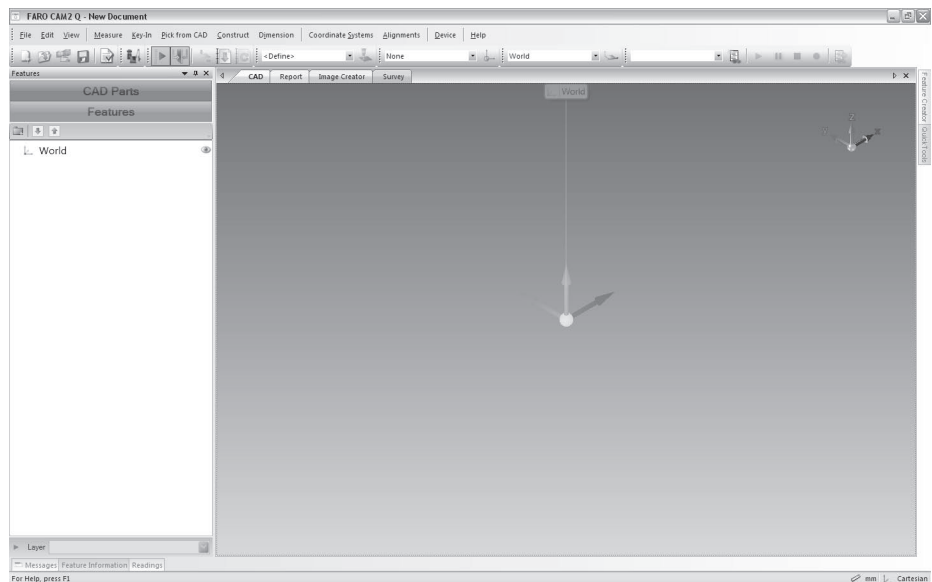 FARO CAM2 Q - New Document
File Edit View Measure Key-In Pick from CAD Construct Dimension Coordinate Systems Alignments Device Help
<Define> None World
Features
CAD Report Image Creator Survey
CAD Parts
Features
World
World
Z
Y
X
Feature Creator
QuickTools
Layer
Messages Feature Information Readings
For Help, press F1
mm Cartesian